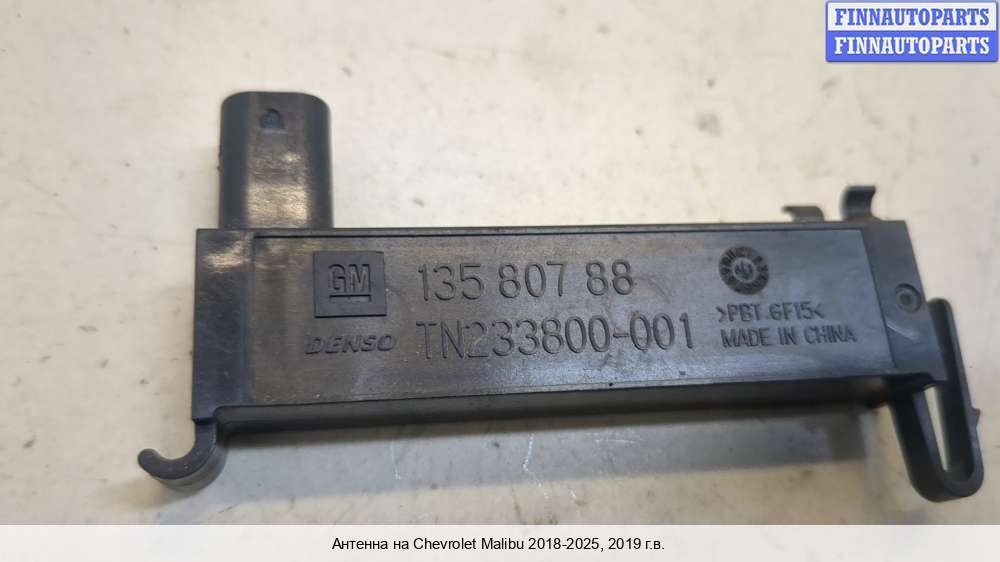 FINNAUTOPARTS
FINNAUTOPARTS
GM 135 807 88
DENSO TN233800-001
>PBT GF15<
MADE IN CHINA
Антенна на Chevrolet Malibu 2018-2025, 2019 г.в.